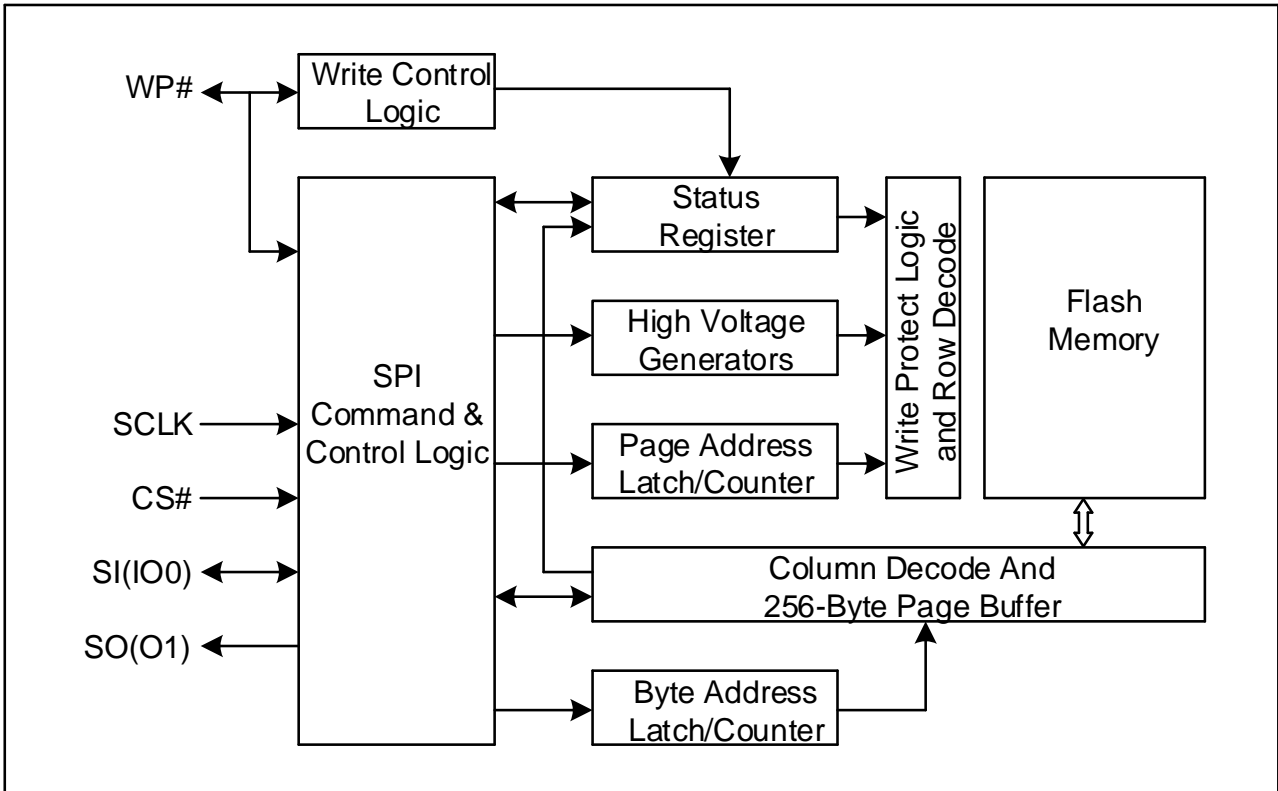 WP#
Write Control
Logic
Status
Register
High Voltage
Generators
Page Address
Latch/Counter
Write Protect Logic
and Row Decode
Flash
Memory
SPI
Command &
Control Logic
SCLK
CS#
SI(IO0)
SO(O1)
Column Decode And
256-Byte Page Buffer
Byte Address
Latch/Counter